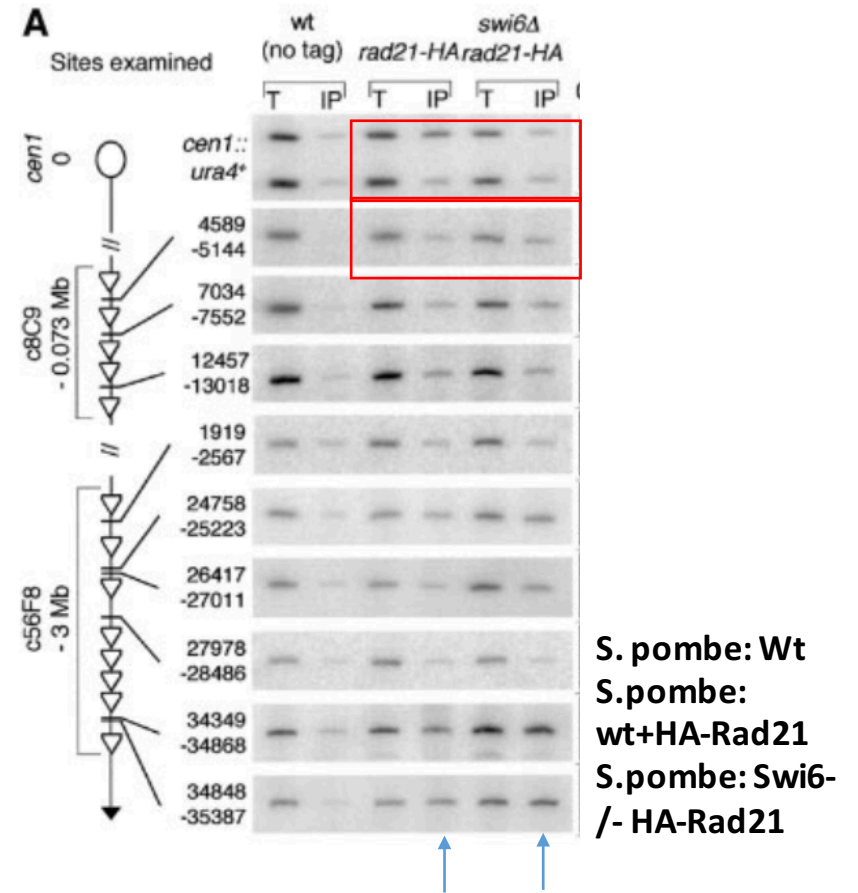 A
Sites examined
wt
(no tag)
rad21-HA
swi6Δ
rad21-HA
T IP T IP T IP
cen1
0
cen1::
ura4+
4589
-5144
7034
-7552
12457
-13018
c8C9
- 0.073 Mb
1919
-2567
24758
-25223
26417
-27011
27978
-28486
34349
-34868
34848
-35387
c56F8
- 3 Mb
S. pombe: Wt
S.pombe:
wt+HA-Rad21
S.pombe: Swi6-
/- HA-Rad21